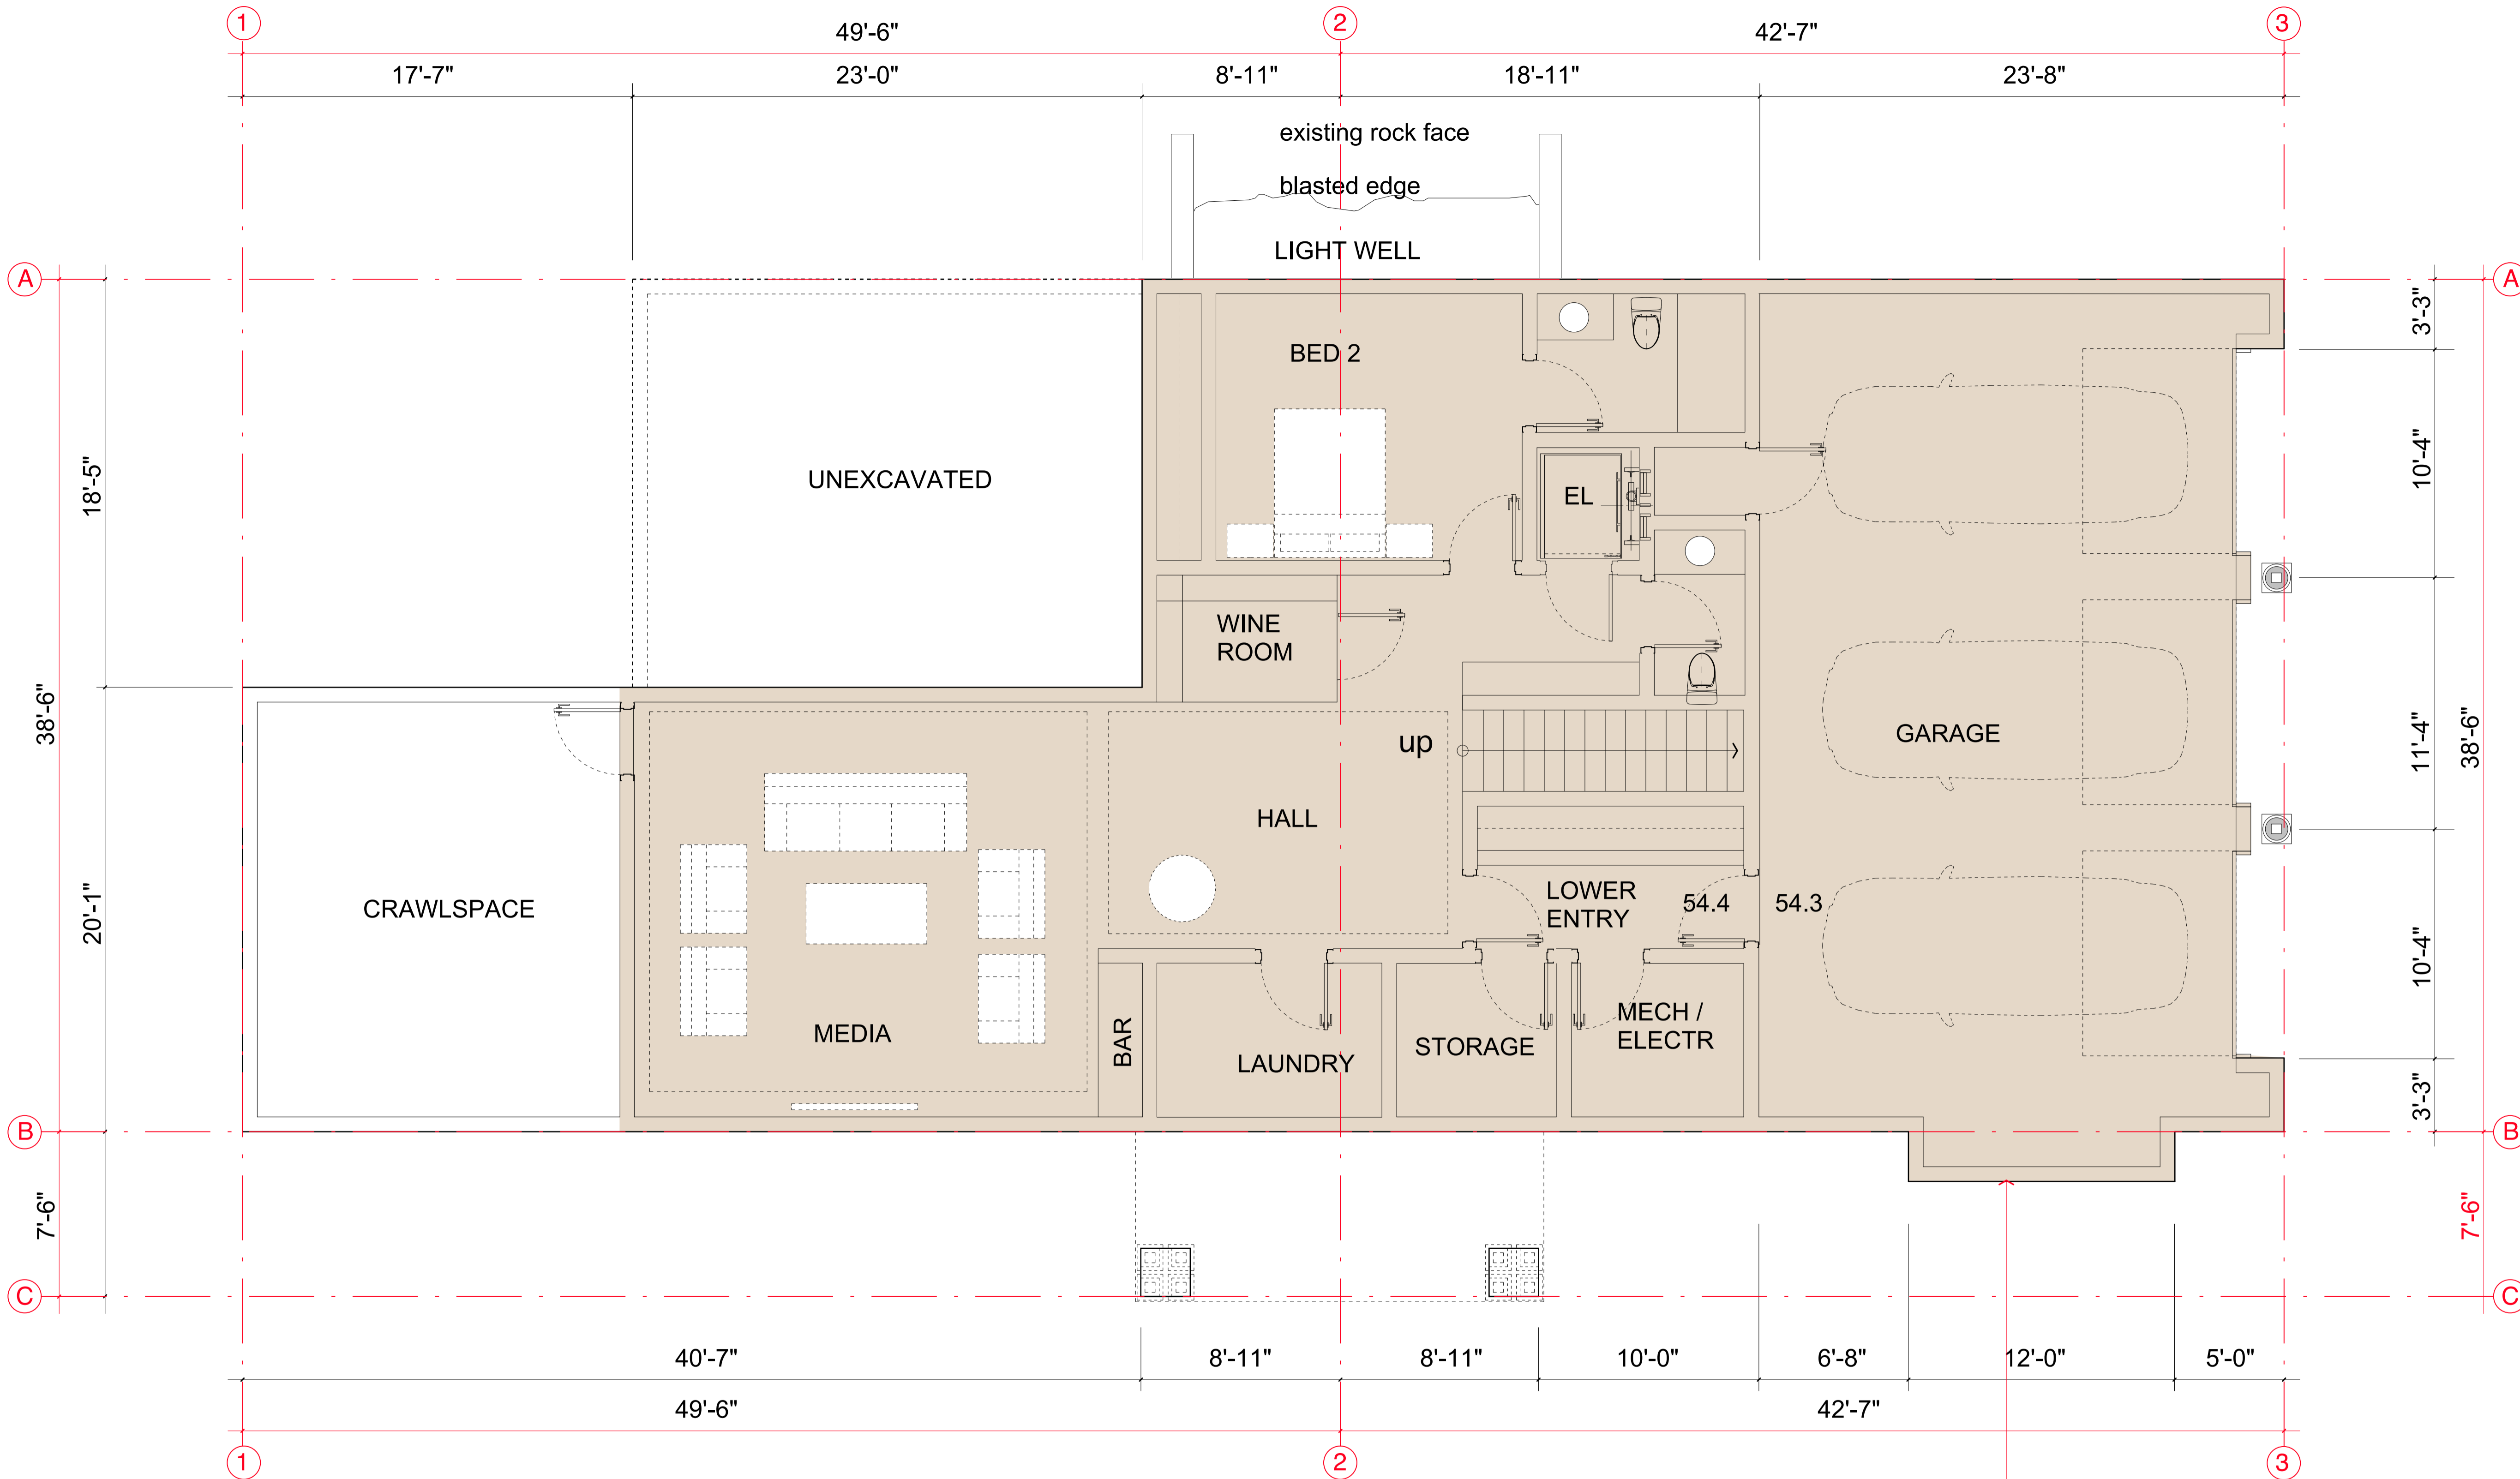 1
2
3
49'-6"
42'-7"
17'-7"
23'-0"
8'-11"
18'-11"
23'-8"
existing rock face
blasted edge
LIGHT WELL
A
A
3'-3"
BED 2
10'-4"
18'-5"
UNEXCAVATED
EL
WINE
ROOM
38'-6"
up
GARAGE
11'-4"
38'-6"
HALL
CRAWLSPACE
20'-1"
LOWER
ENTRY
54.4
54.3
10'-4"
MEDIA
BAR
LAUNDRY
STORAGE
MECH /
ELECTR
3'-3"
B
B
7'-6"
7'-6"
C
C
40'-7"
8'-11"
8'-11"
10'-0"
6'-8"
12'-0"
5'-0"
49'-6"
42'-7"
1
2
3